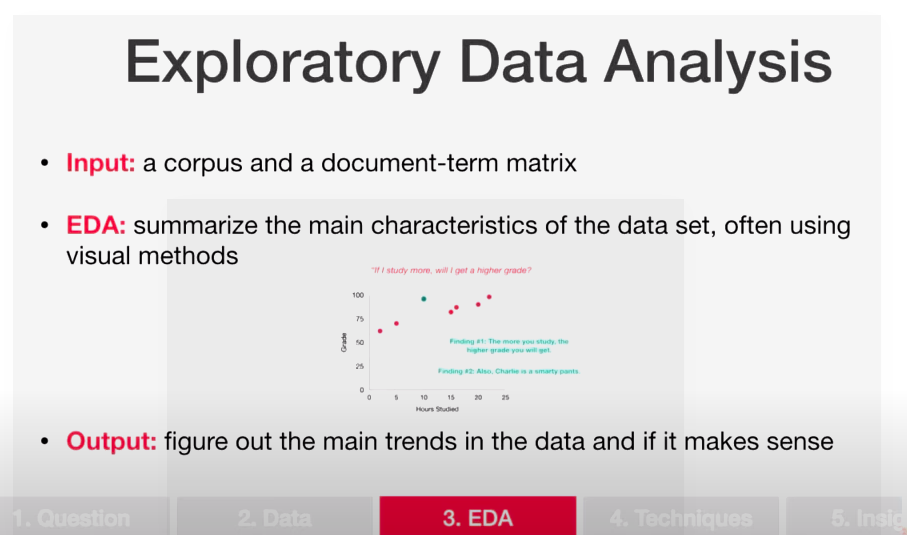 Exploratory Data Analysis
• Input: a corpus and a document-term matrix
• EDA: summarize the main characteristics of the data set, often using
visual methods
"If I study more, will I get a higher grade?
100
75
50
25
0
Grade
0 5 10 15 20 25
Hours Studied
Finding #1: The more you study, the
higher grade you will get.
Finding #2: Also, Charlie is a smarty pants.
• Output: figure out the main trends in the data and if it makes sense
1. Question 2. Data 3. EDA 4. Techniques 5. Insig